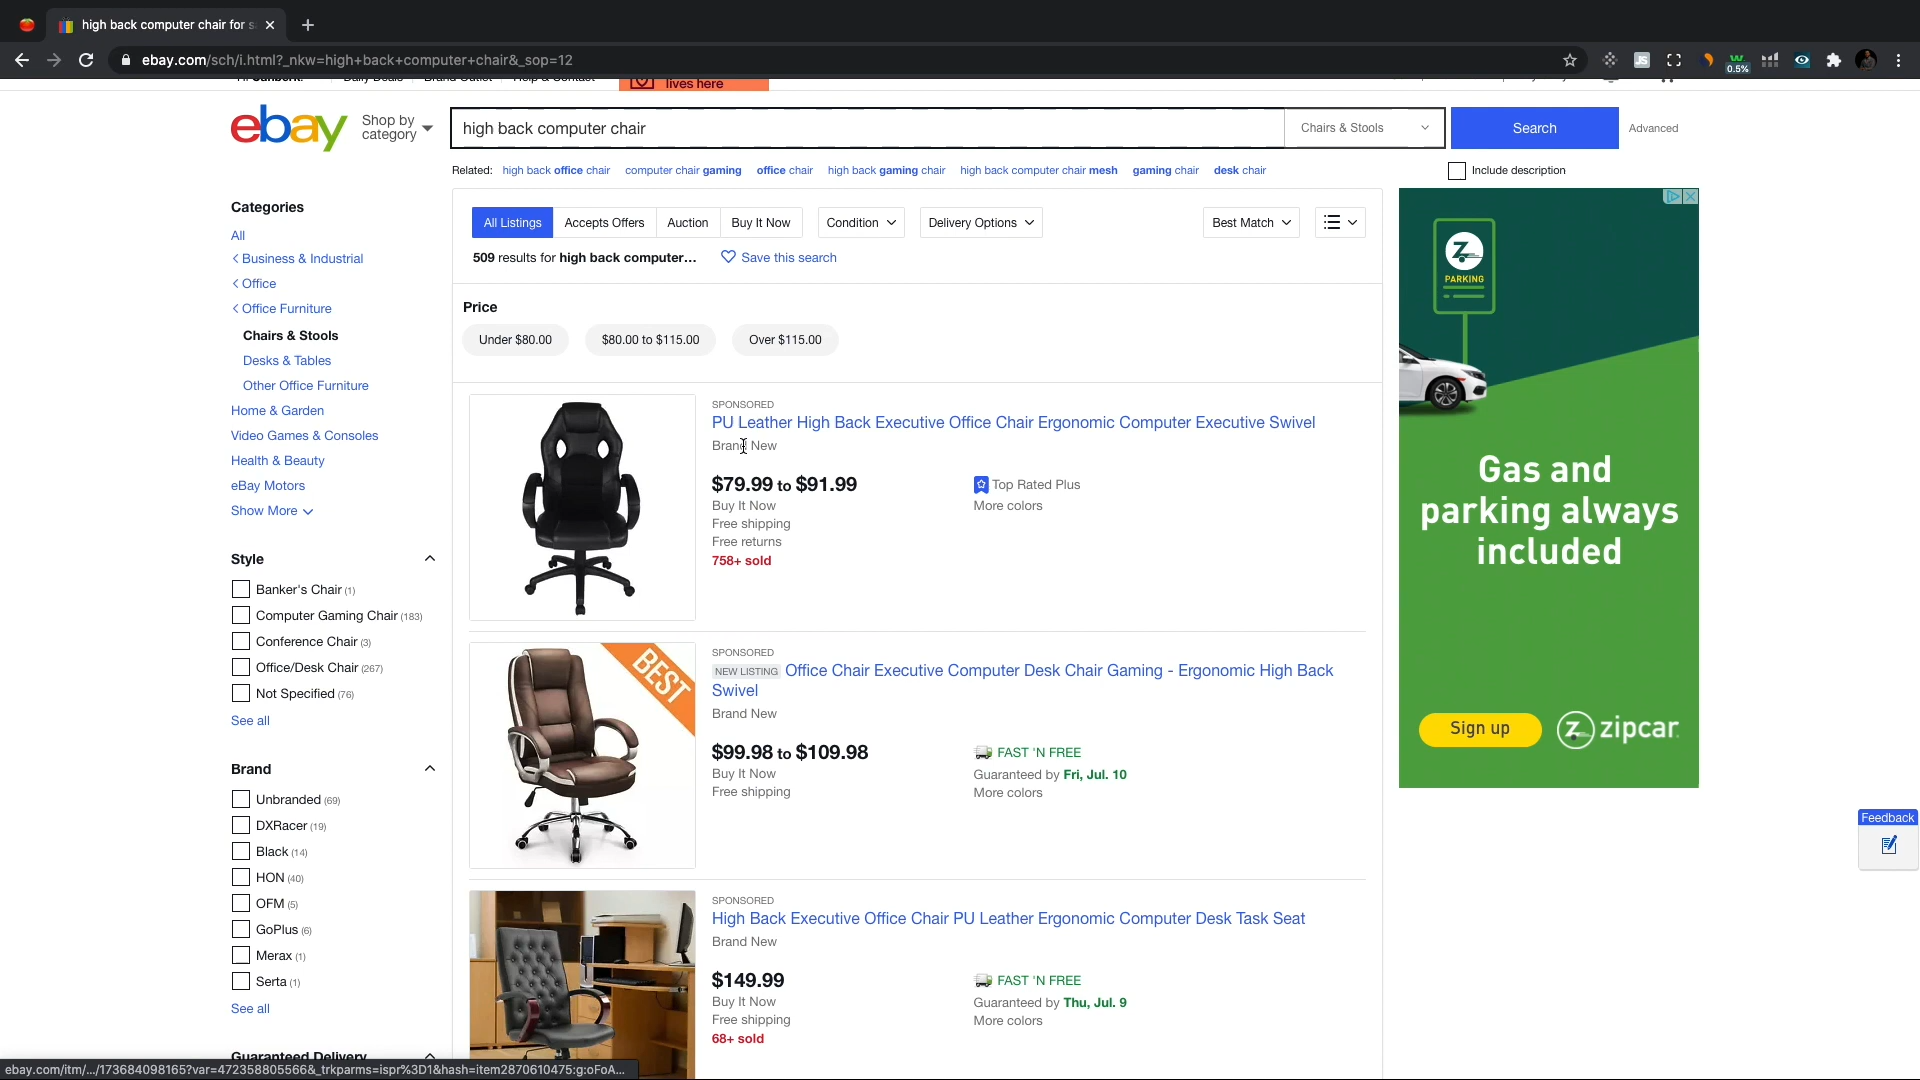 high back computer chair for s
ebay.com/sch/i.html?_nkw=high+back+computer+chair&_sop=12
0.5%
lives here
ebay
Shop by
category
high back computer chair
Chairs & Stools
Search
Advanced
Related: high back office chair computer chair gaming office chair high back gaming chair high back computer chair mesh gaming chair desk chair
Include description
Categories
All
Business & Industrial
Office
Office Furniture
Chairs & Stools
Desks & Tables
Other Office Furniture
Home & Garden
Video Games & Consoles
Health & Beauty
eBay Motors
Show More
Style
Banker's Chair (1)
Computer Gaming Chair (183)
Conference Chair (3)
Office/Desk Chair (267)
Not Specified (76)
See all
Brand
Unbranded (69)
DXRacer (19)
Black (14)
HON (40)
OFM (5)
GoPlus (6)
Merax (1)
Serta (1)
See all
Guaranteed Delivery
All Listings Accepts Offers Auction Buy It Now Condition Delivery Options Best Match
509 results for high back computer... Save this search
Price
Under $80.00 $80.00 to $115.00 Over $115.00
SPONSORED
PU Leather High Back Executive Office Chair Ergonomic Computer Executive Swivel
Brand New
$79.99 to $91.99
Buy It Now
Free shipping
Free returns
758+ sold
Top Rated Plus
More colors
BEST
SPONSORED
NEW LISTING Office Chair Executive Computer Desk Chair Gaming - Ergonomic High Back
Swivel
Brand New
$99.98 to $109.98
Buy It Now
Free shipping
FAST 'N FREE
Guaranteed by Fri, Jul. 10
More colors
SPONSORED
High Back Executive Office Chair PU Leather Ergonomic Computer Desk Task Seat
Brand New
$149.99
Buy It Now
Free shipping
68+ sold
FAST 'N FREE
Guaranteed by Thu, Jul. 9
More colors
Z
PARKING
Gas and
parking always
included
Sign up
zipcar.
Feedback
ebay.com/itm/.../173684098165?var=472358805566&_trkparms=ispr%3D1&hash=item2870610475:g:oFoA...